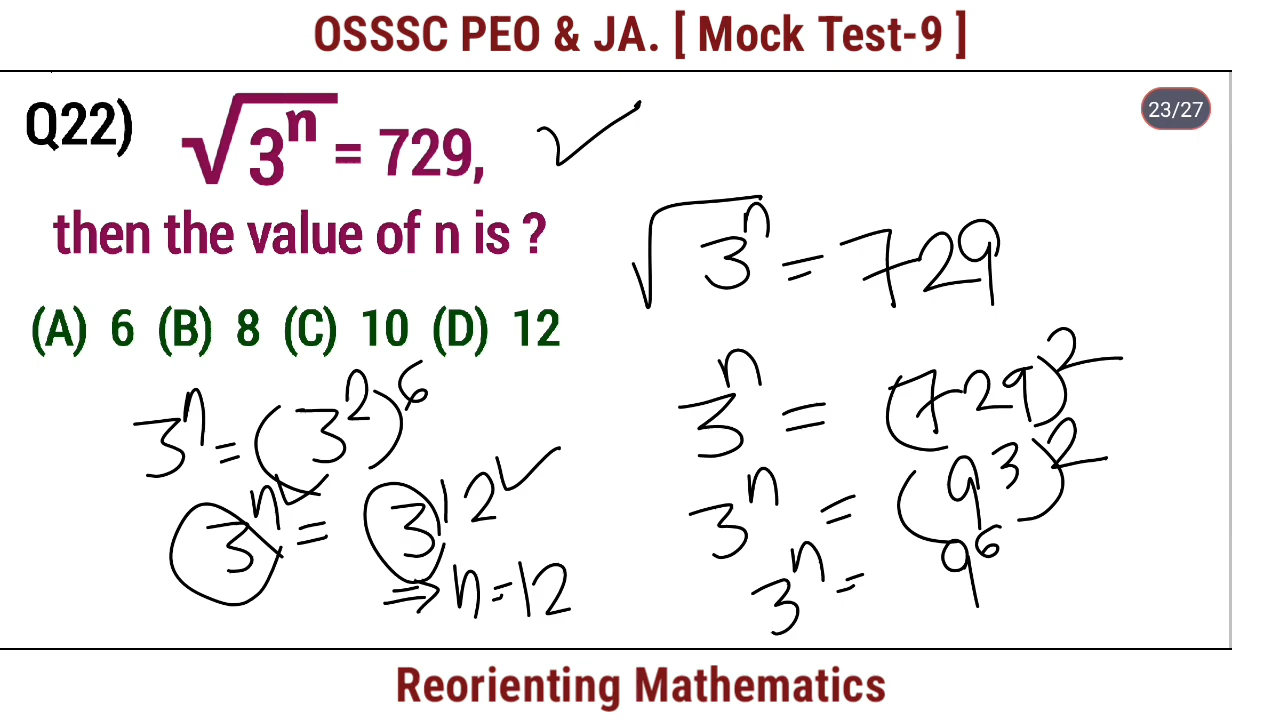 OSSSC PEO & JA. [ Mock Test-9 ]
23/27
Q22) √3ⁿ = 729,
then the value of n is ?
(A) 6 (B) 8 (C) 10 (D) 12
√3ⁿ = 729
3ⁿ = (729)²
3ⁿ = (9³)²
3ⁿ = 9⁶
3ⁿ = (3²)⁶
3ⁿ = 3¹²
⇒ n = 12
Reorienting Mathematics